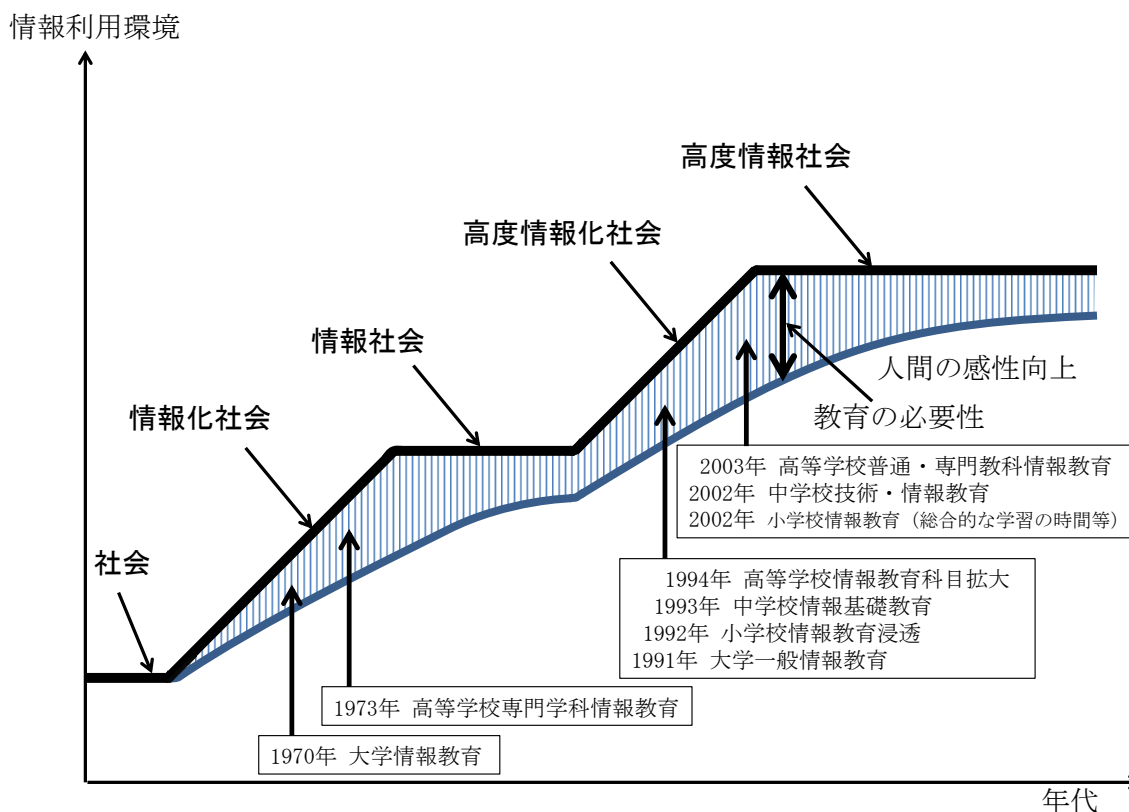 情報利用環境
高度情報社会
高度情報化社会
情報社会
人間の感性向上
情報化社会
教育の必要性
2003年 高等学校普通・専門教科情報教育
2002年 中学校技術・情報教育
2002年 小学校情報教育（総合的な学習の時間等）
社会
1994年 高等学校情報教育科目拡大
1993年 中学校情報基礎教育
1992年 小学校情報教育浸透
1991年 大学一般情報教育
1973年 高等学校専門学科情報教育
1970年 大学情報教育
年代